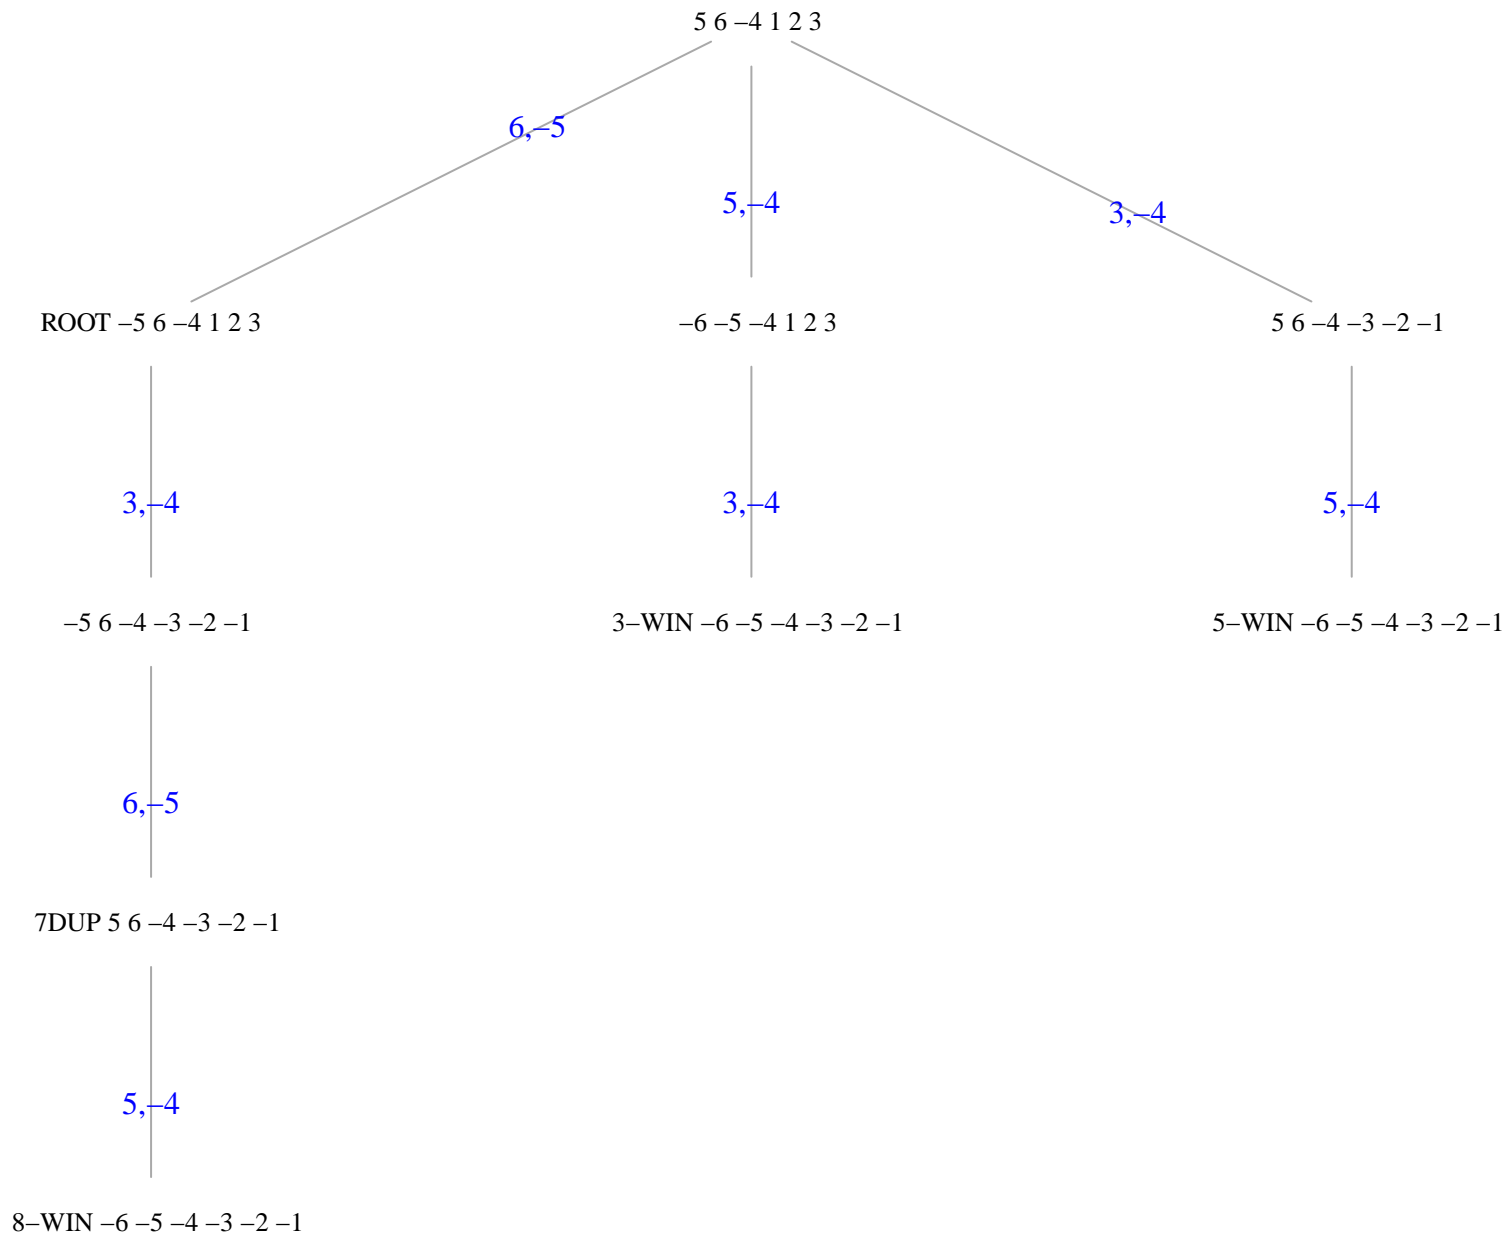 5 6 –4 1 2 3
6,–5
5,–4
3,–4
ROOT –5 6 –4 1 2 3
–6 –5 –4 1 2 3
5 6 –4 –3 –2 –1
3,–4
3,–4
5,–4
–5 6 –4 –3 –2 –1
3–WIN –6 –5 –4 –3 –2 –1
5–WIN –6 –5 –4 –3 –2 –1
6,–5
7DUP 5 6 –4 –3 –2 –1
5,–4
8–WIN –6 –5 –4 –3 –2 –1